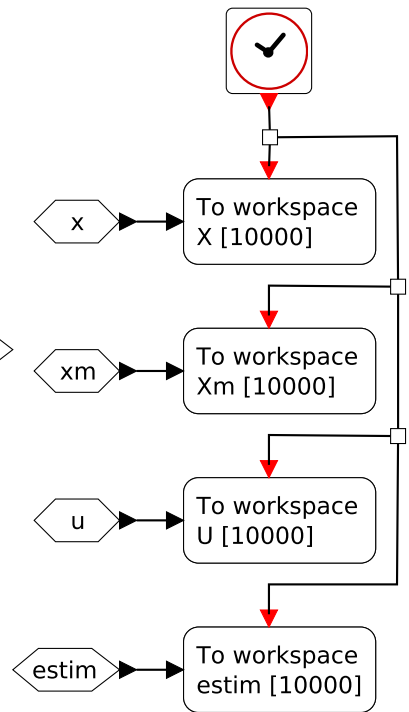 To workspace
x
X [10000]
To workspace
xm
Xm [10000]
To workspace
u
U [10000]
To workspace
estim
estim [10000]